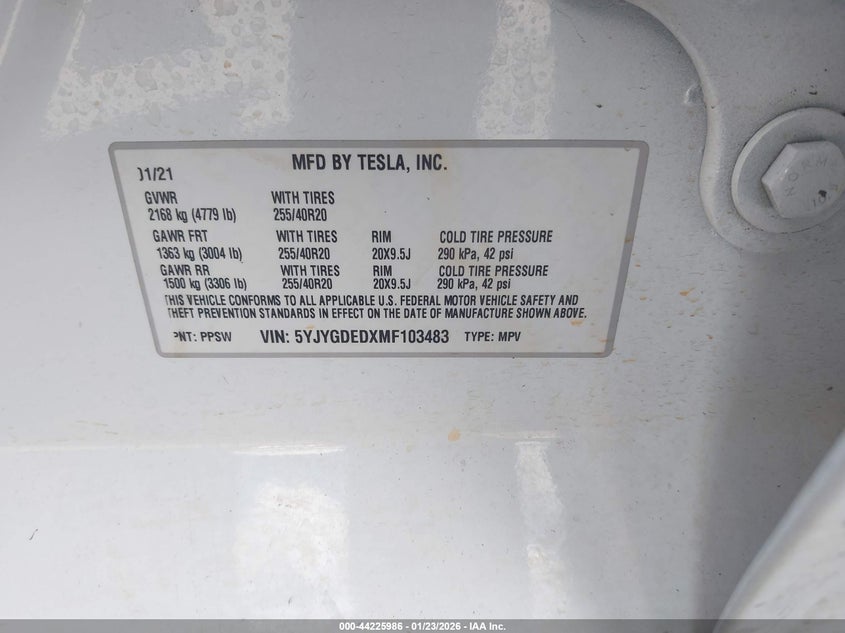 01/21 MFD BY TESLA, INC.
GVWR WITH TIRES
2168 kg (4779 lb) 255/40R20
GAWR FRT WITH TIRES RIM COLD TIRE PRESSURE
1363 kg (3004 lb) 255/40R20 20X9.5J 290 kPa, 42 psi
GAWR RR WITH TIRES RIM COLD TIRE PRESSURE
1500 kg (3306 lb) 255/40R20 20X9.5J 290 kPa, 42 psi
THIS VEHICLE CONFORMS TO ALL APPLICABLE U.S. FEDERAL MOTOR VEHICLE SAFETY AND
THEFT PREVENTION STANDARDS IN EFFECT ON THE DATE OF MANUFACTURE SHOWN ABOVE.
PNT: PPSW VIN: 5YJYGDEDXMF103483 TYPE: MPV
000-44225986 - 01/23/2026 - IAA Inc.